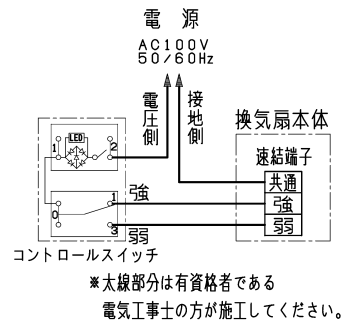 電源
AC100V
50/60Hz
電圧側
接地側
換気扇本体
速結端子
共通
強
弱
LED
1
2
強
1
0
3
弱
コントロールスイッチ
※太線部分は有資格者である
電気工事士の方が施工してください。